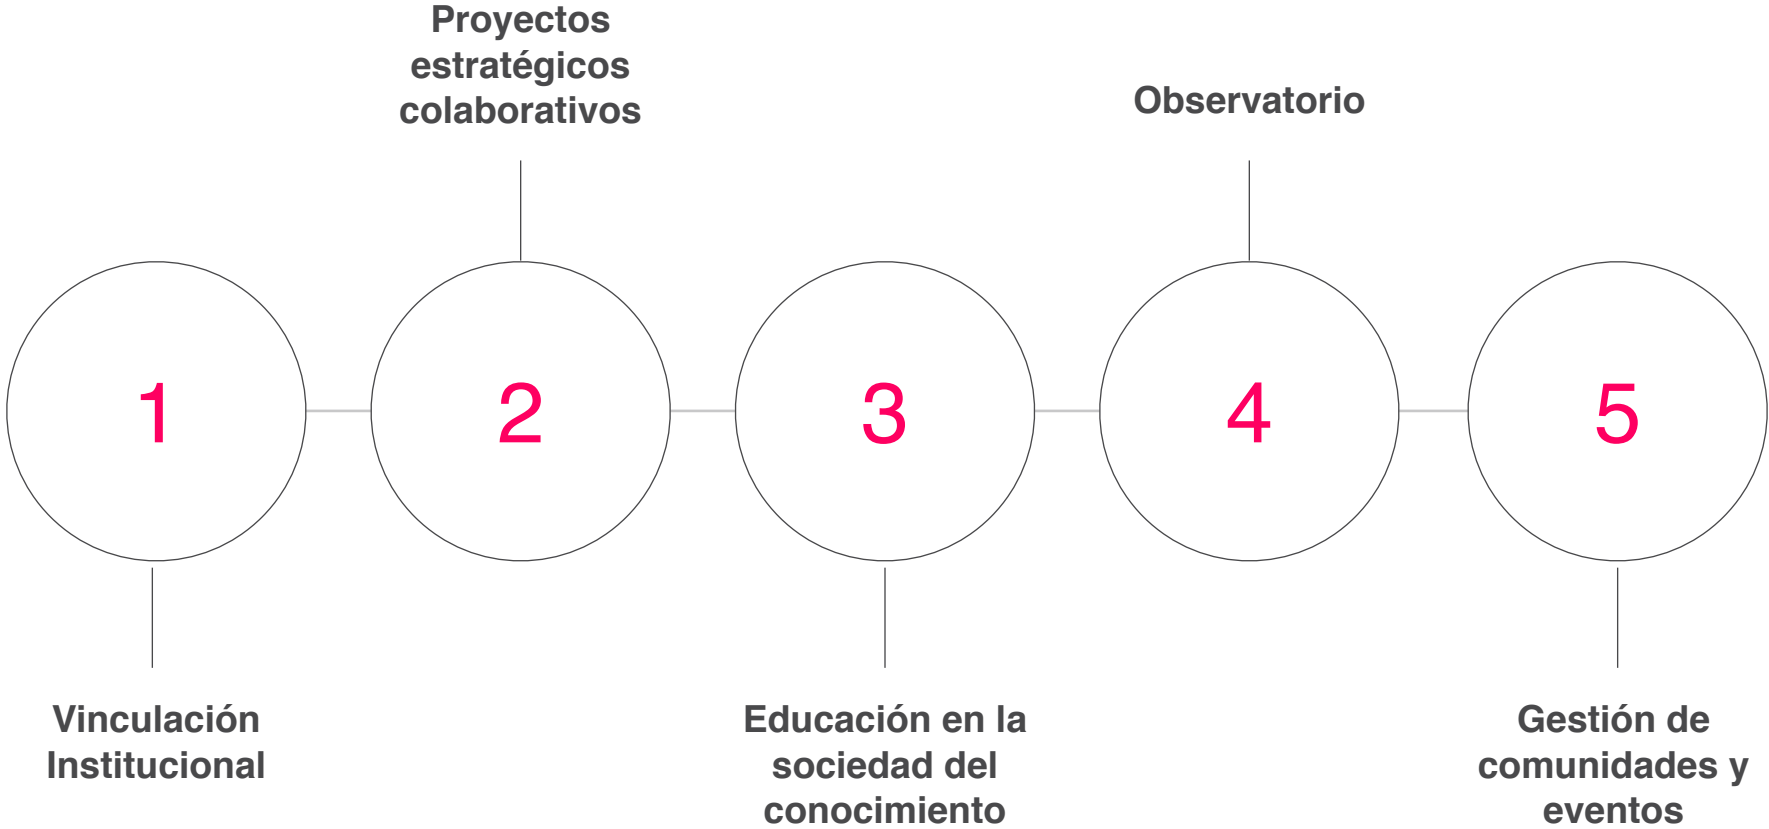 Proyectos
estratégicos
colaborativos
Observatorio
1
2
3
4
5
Vinculación
Institucional
Educación en la
sociedad del
conocimiento
Gestión de
comunidades y
eventos